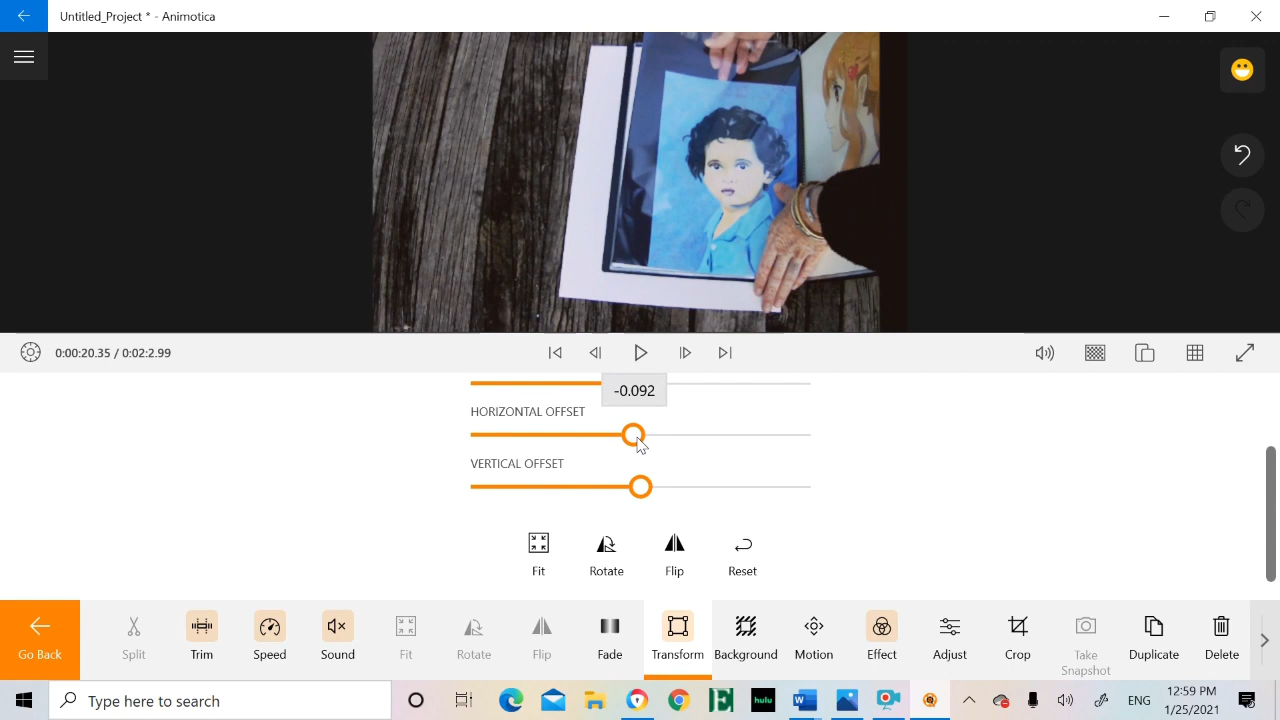 Untitled_Project * - Animotica
0:00:20.35 / 0:02:2.99
-0.092
HORIZONTAL OFFSET
VERTICAL OFFSET
Fit Rotate Flip Reset
Go Back Split Trim Speed Sound Fit Rotate Flip Fade Transform Background Motion Effect Adjust Crop Take Snapshot Duplicate Delete
Type here to search
hulu
ENG
12:59 PM
1/25/2021